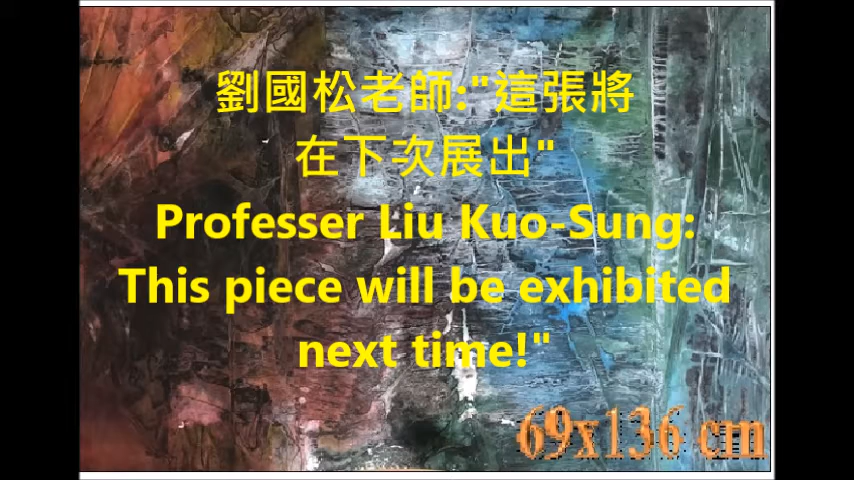 劉國松老師:"這張將
在下次展出"
Professer Liu Kuo-Sung:
This piece will be exhibited
next time!"
69x136 cm